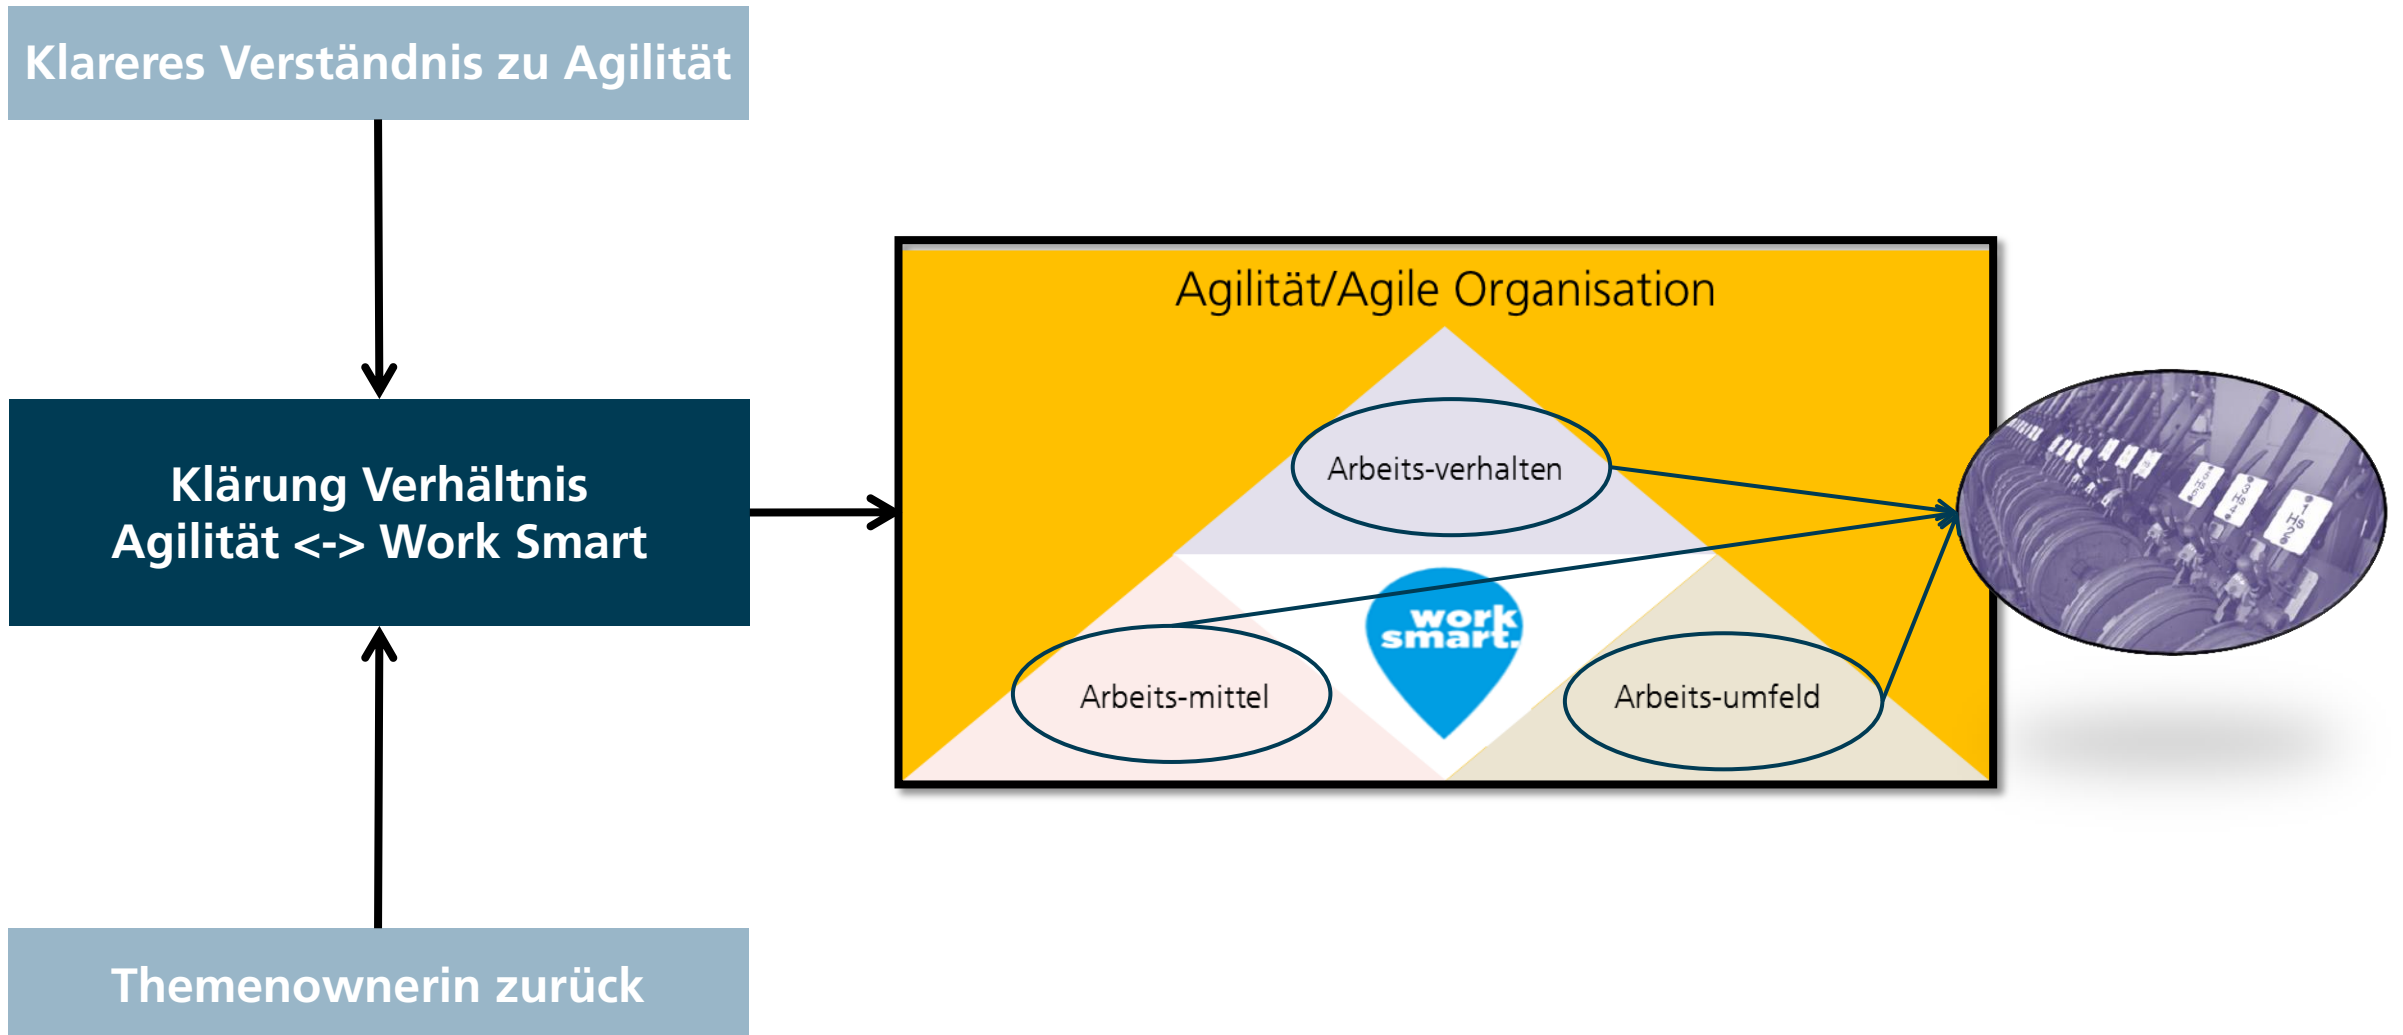 Klareres Verständnis zu Agilität
Klärung Verhältnis
Agilität <-> Work Smart
Themenownerin zurück
Agilität/Agile Organisation
Arbeits-verhalten
work
smart.
Arbeits-mittel
Arbeits-umfeld